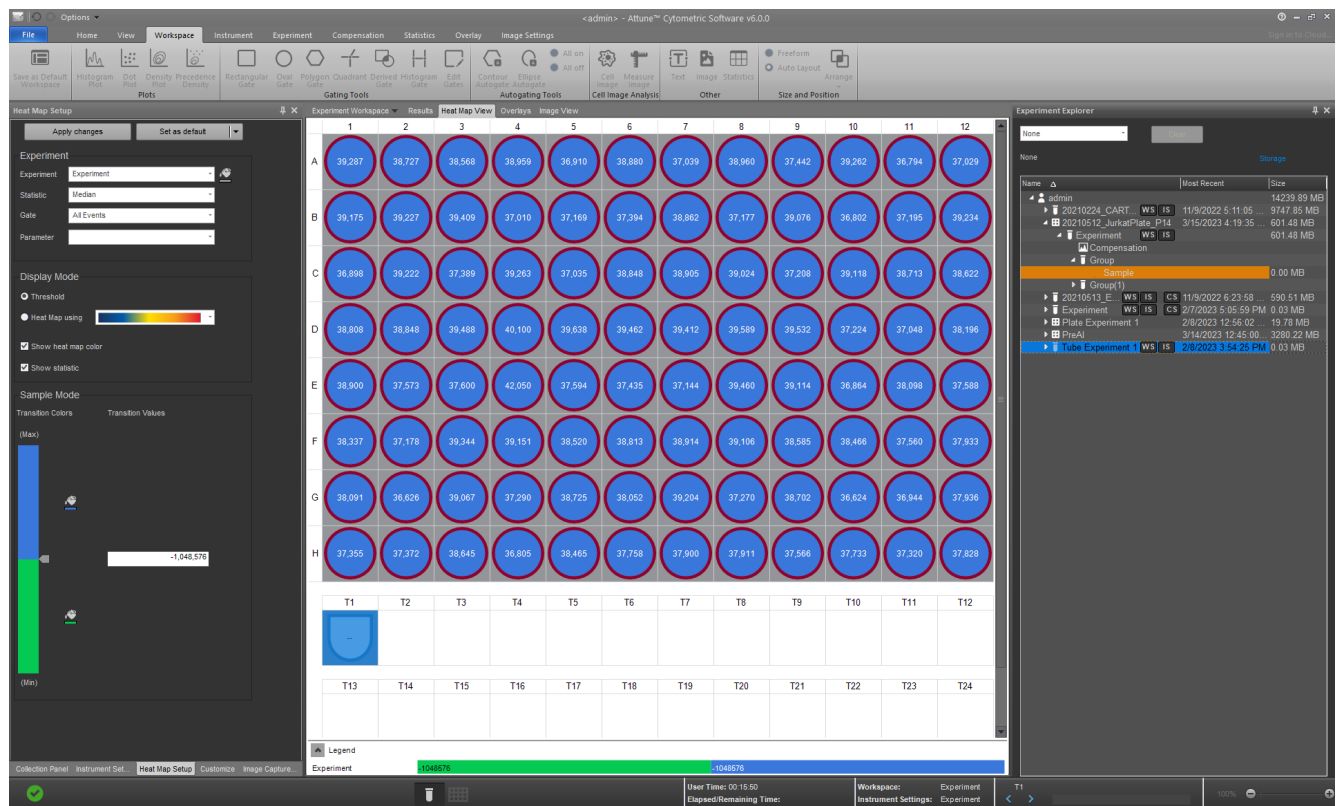 Options
<admin> - Attune™ Cytometric Software v6.0.0
File Home View Workspace Instrument Experiment Compensation Statistics Overlay Image Settings
Sign in to Cloud...
Save as Default Workspace
Histogram Plot
Dot Plot
Density Plot
Precedence Density
Rectangular Gate
Oval Gate
Polygon Gate
Quadrant Gate
Derived Gate
Histogram Gate
Edit Gates
Contour Autogate
Ellipse Autogate
All on
All off
Cell Image
Measure Image
Text
Image
Statistics
Freeform
Auto Layout
Arrange
Plots Gating Tools Autogating Tools Cell Image Analysis Other Size and Position
Heat Map Setup
Apply changes Set as default
Experiment
Experiment Experiment
Statistic Median
Gate All Events
Parameter
Display Mode
Threshold
Heat Map using
Show heat map color
Show statistic
Sample Mode
Transition Colors Transition Values
(Max)
-1,048,576
(Min)
Collection Panel Instrument Set... Heat Map Setup Customize Image Capture...
Experiment Workspace Results Heat Map View Overlays Image View
1 2 3 4 5 6 7 8 9 10 11 12
A 39,287 38,727 38,568 38,959 36,910 38,880 37,039 38,960 37,442 39,262 36,794 37,029
B 39,175 39,227 39,409 37,010 37,169 37,394 38,862 37,177 39,076 36,802 37,195 39,234
C 36,898 39,222 37,389 39,263 37,035 38,848 38,905 39,024 37,208 39,118 38,713 38,622
D 38,808 38,848 39,488 40,100 39,638 39,462 39,412 39,589 39,532 37,224 37,048 38,196
E 38,900 37,573 37,600 42,050 37,594 37,435 37,144 39,460 39,114 36,864 38,098 37,588
F 38,337 37,178 39,344 39,151 38,520 38,813 38,914 39,106 38,585 38,466 37,560 37,933
G 38,091 36,626 39,067 37,290 38,725 38,052 39,204 37,270 38,702 36,624 36,944 37,936
H 37,355 37,372 38,645 36,805 38,465 37,758 37,900 37,911 37,566 37,733 37,320 37,828
T1 T2 T3 T4 T5 T6 T7 T8 T9 T10 T11 T12
T13 T14 T15 T16 T17 T18 T19 T20 T21 T22 T23 T24
Legend
Experiment -1048576 -1048576
Experiment Explorer
None Clear
None Storage
Name Most Recent Size
admin 14239.89 MB
20210224_CART... WS IS 11/9/2022 5:11:05 ... 9747.85 MB
20210512_JurkatPlate_P14 3/15/2023 4:19:35 ... 601.48 MB
Experiment WS IS 601.48 MB
Compensation
Group
Sample 0.00 MB
Group(1)
20210513_E... WS IS CS 11/9/2022 6:23:58 ... 590.51 MB
Experiment WS IS CS 2/7/2023 5:05:59 PM 0.03 MB
Plate Experiment 1 2/8/2023 12:56:02 ... 19.78 MB
PreAI 3/14/2023 12:45:00... 3280.22 MB
Tube Experiment 1 WS IS 2/8/2023 3:54:25 PM 0.03 MB
User Time: 00:15:50 Workspace: Experiment T1
Elapsed/Remaining Time: Instrument Settings: Experiment
100%